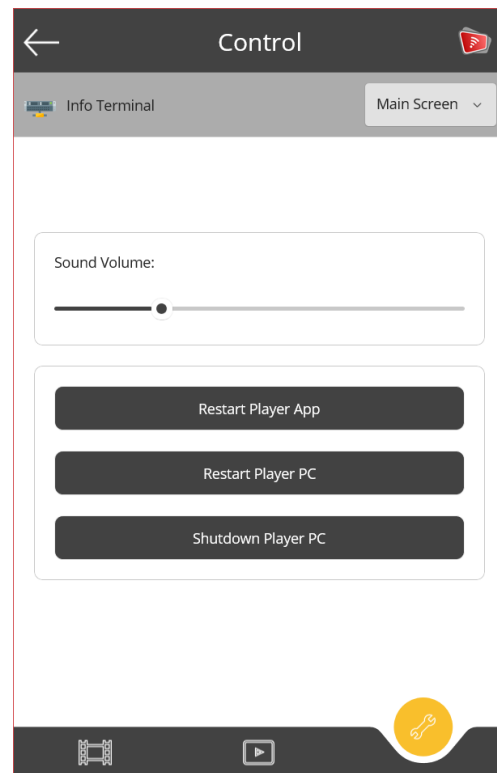 Control
Info Terminal
Main Screen
Sound Volume:
Restart Player App
Restart Player PC
Shutdown Player PC